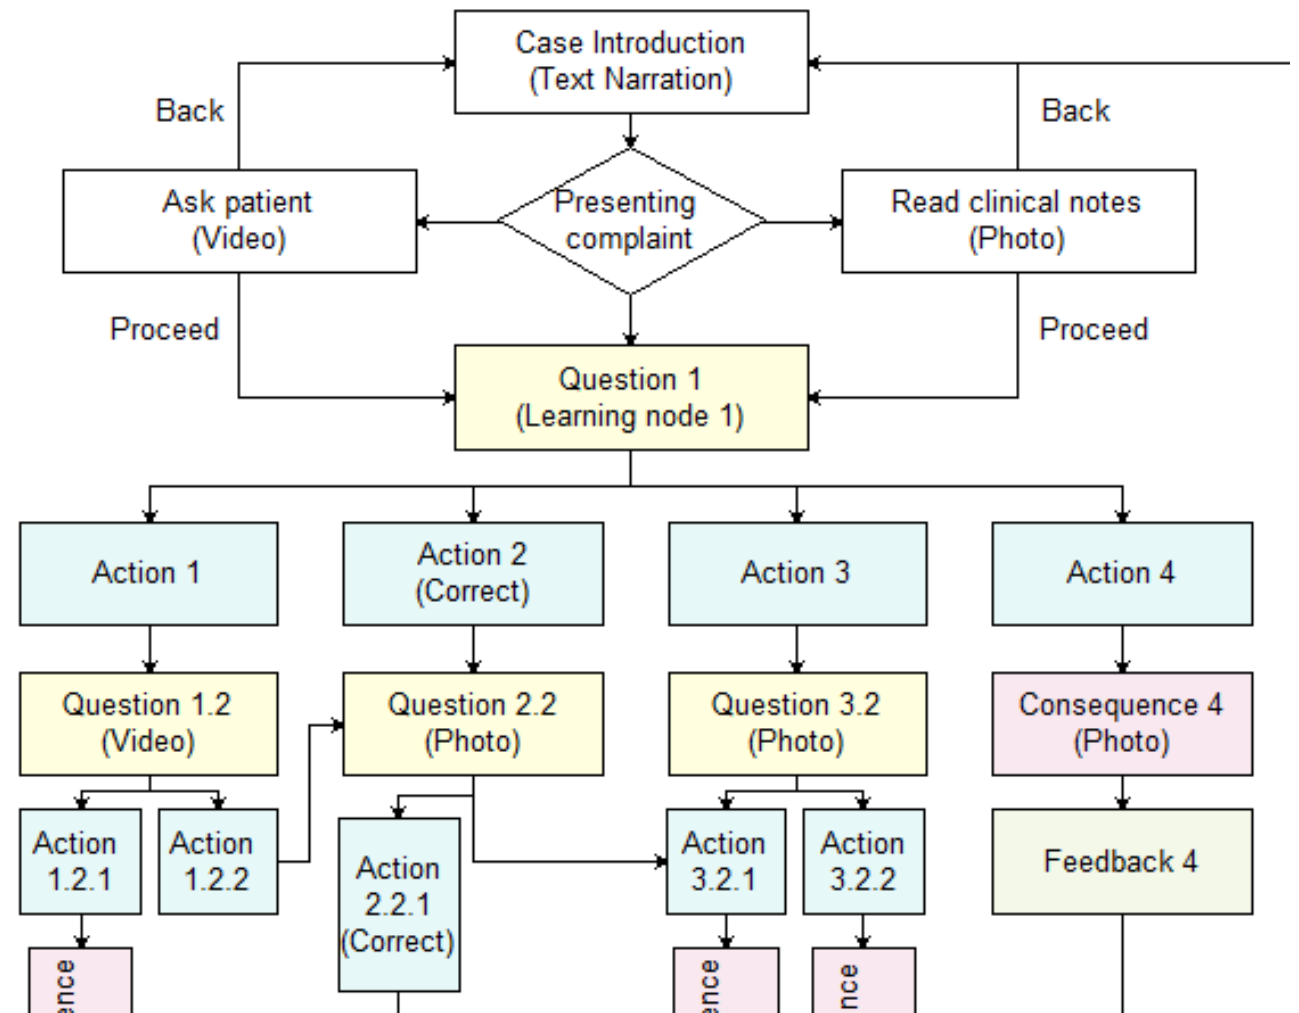 Case Introduction
(Text Narration)
Back
Back
Ask patient
(Video)
Presenting
complaint
Read clinical notes
(Photo)
Proceed
Proceed
Question 1
(Learning node 1)
Action 1
Action 2
(Correct)
Action 3
Action 4
Question 1.2
(Video)
Question 2.2
(Photo)
Question 3.2
(Photo)
Consequence 4
(Photo)
Action
1.2.1
Action
1.2.2
Action
2.2.1
(Correct)
Action
3.2.1
Action
3.2.2
Feedback 4
ence
ence
nce